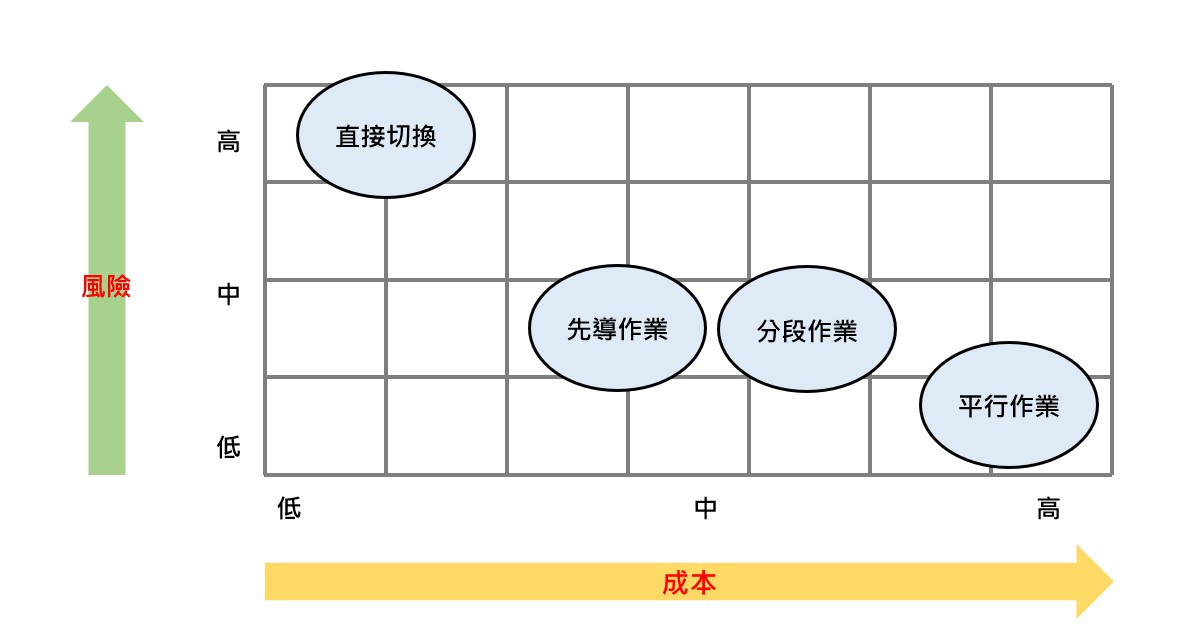 直接切換
高
風險
中
先導作業
分段作業
平行作業
低
低
中
高
成本